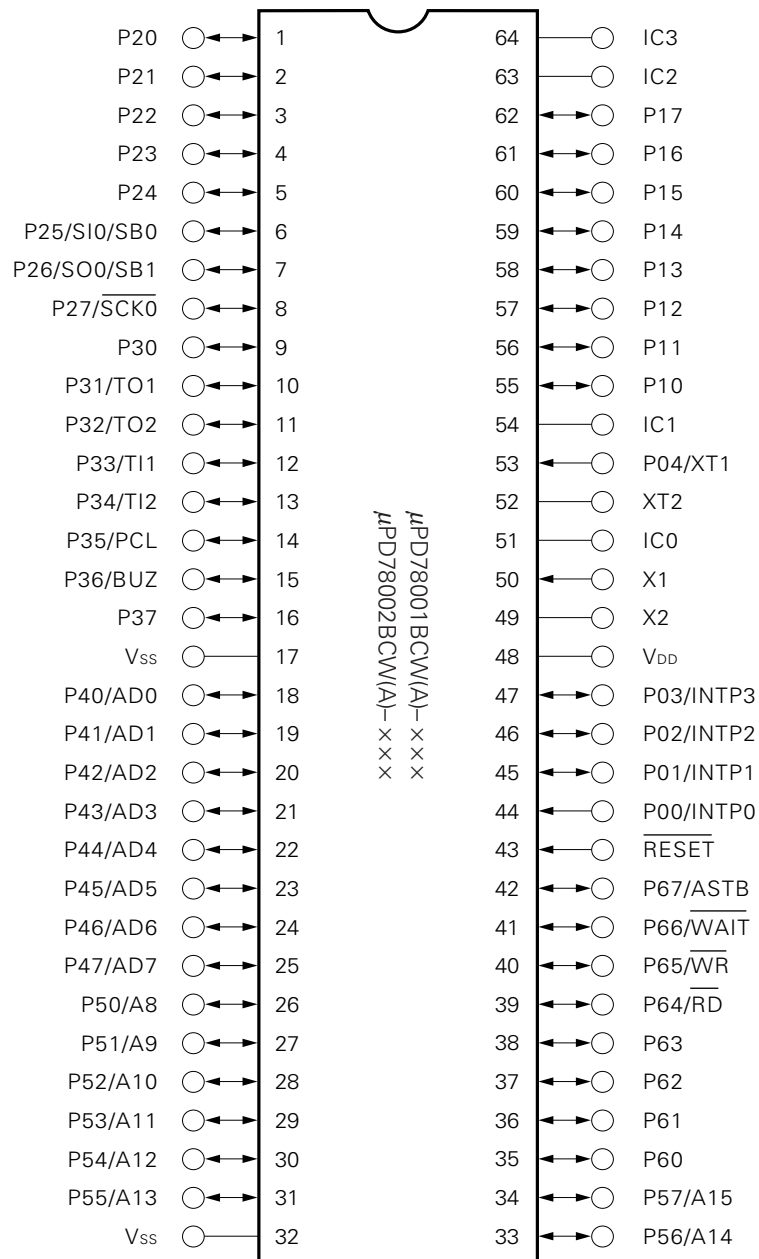 P20 1 64 IC3
P21 2 63 IC2
P22 3 62 P17
P23 4 61 P16
P24 5 60 P15
P25/SI0/SB0 6 59 P14
P26/SO0/SB1 7 58 P13
P27/S̅C̅K̅0̅ 8 57 P12
P30 9 56 P11
P31/TO1 10 55 P10
P32/TO2 11 54 IC1
P33/TI1 12 53 P04/XT1
P34/TI2 13 52 XT2
P35/PCL 14 51 IC0
P36/BUZ 15 50 X1
P37 16 49 X2
VSS 17 48 VDD
P40/AD0 18 47 P03/INTP3
P41/AD1 19 46 P02/INTP2
P42/AD2 20 45 P01/INTP1
P43/AD3 21 44 P00/INTP0
P44/AD4 22 43 R̅E̅S̅E̅T̅
P45/AD5 23 42 P67/ASTB
P46/AD6 24 41 P66/W̅A̅I̅T̅
P47/AD7 25 40 P65/W̅R̅
P50/A8 26 39 P64/R̅D̅
P51/A9 27 38 P63
P52/A10 28 37 P62
P53/A11 29 36 P61
P54/A12 30 35 P60
P55/A13 31 34 P57/A15
VSS 32 33 P56/A14
μPD78001BCW(A)–×××
μPD78002BCW(A)–×××